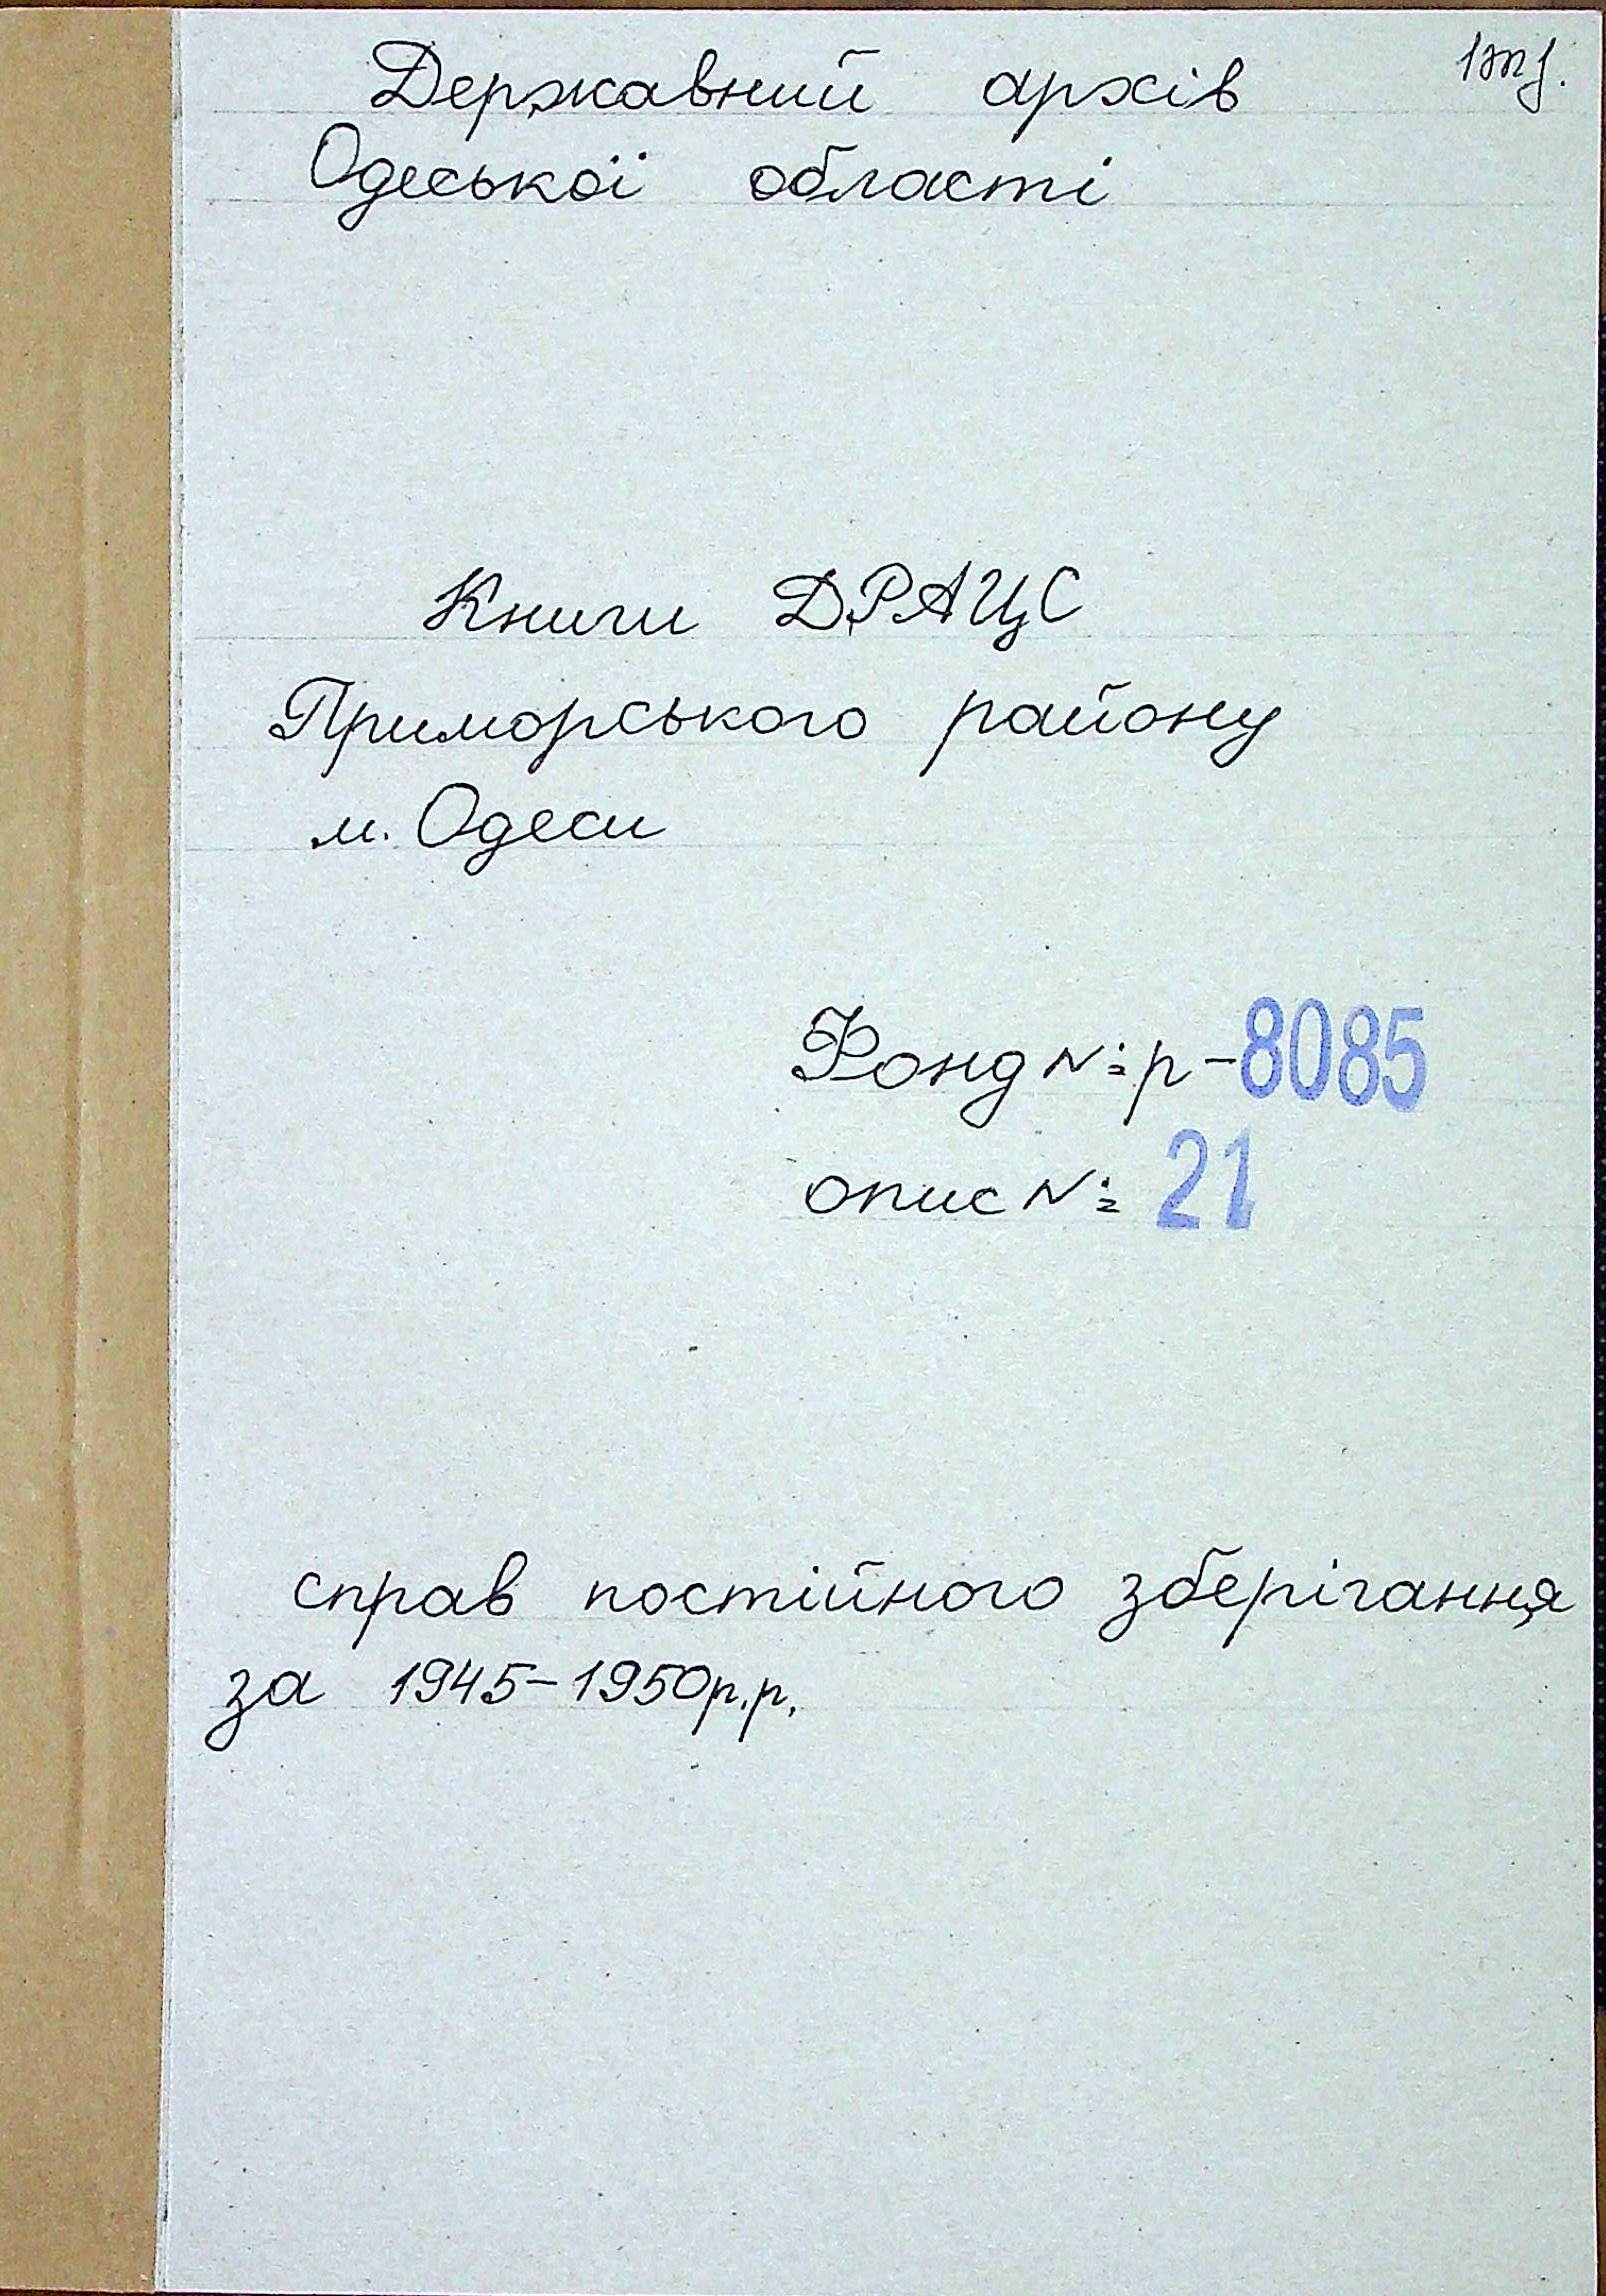 Державний архів
Одеської області
Книги ДРАЦС
Приморського району
м. Одеси
Фонд № р-8085
опис № 21
справ постійного зберігання
за 1945-1950р.р.